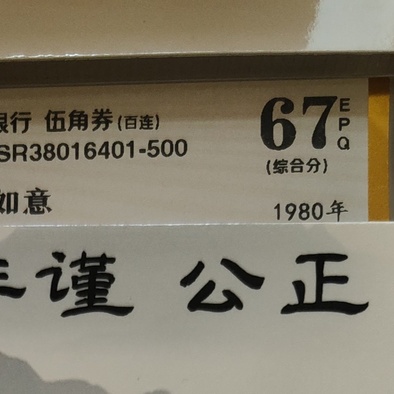 银行 伍角券(百连) 67 EPQ
SR38016401-500 (综合分)
如意 1980年
谨 公正